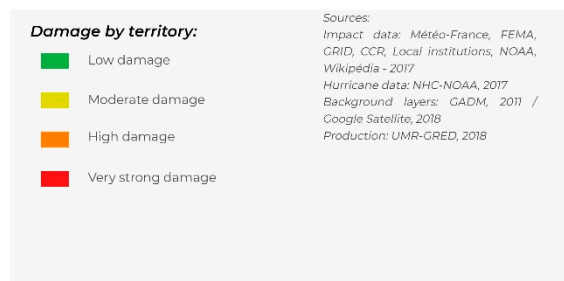 Damage by territory:
Low damage
Moderate damage
High damage
Very strong damage
Sources:
Impact data: Météo-France, FEMA,
GRID, CCR, Local institutions, NOAA,
Wikipédia - 2017
Hurricane data: NHC-NOAA, 2017
Background layers: GADM, 2011 /
Google Satellite, 2018
Production: UMR-GRED, 2018